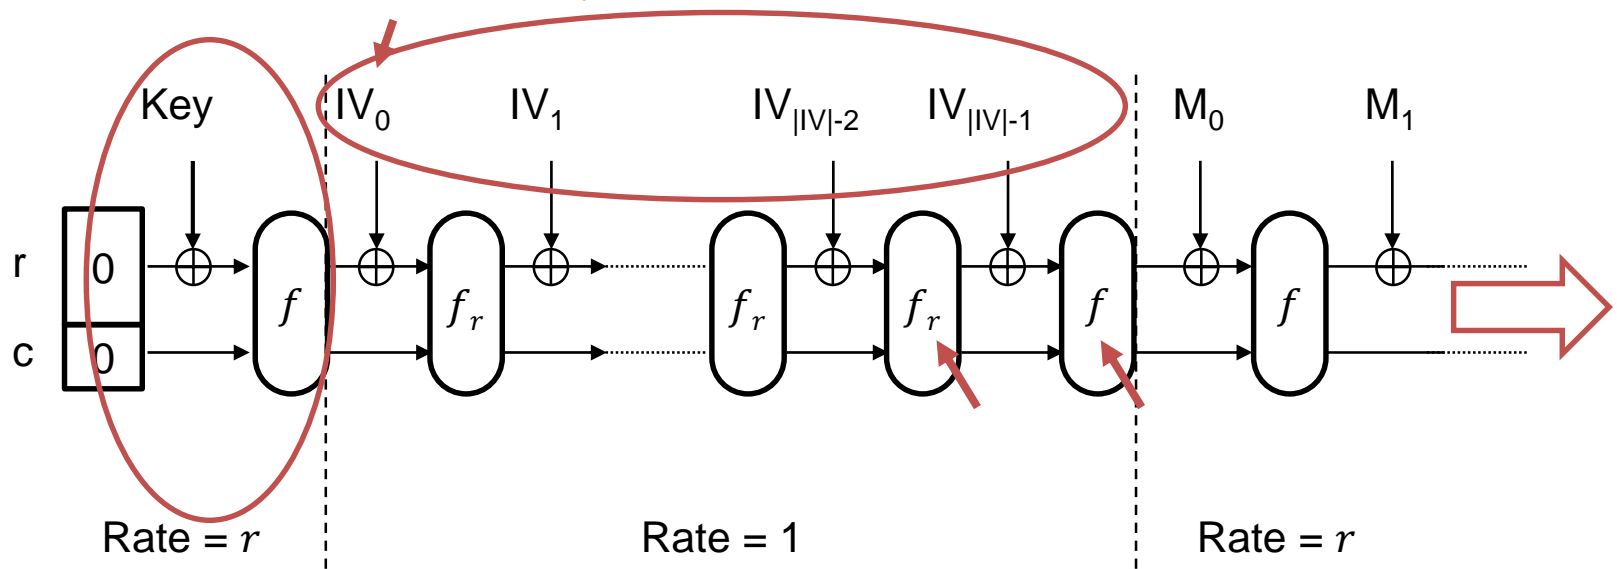 Key IV0 IV1 IV|IV|-2 IV|IV|-1 M0 M1
r 0
f fr fr fr f f
c 0
Rate = r Rate = 1 Rate = r